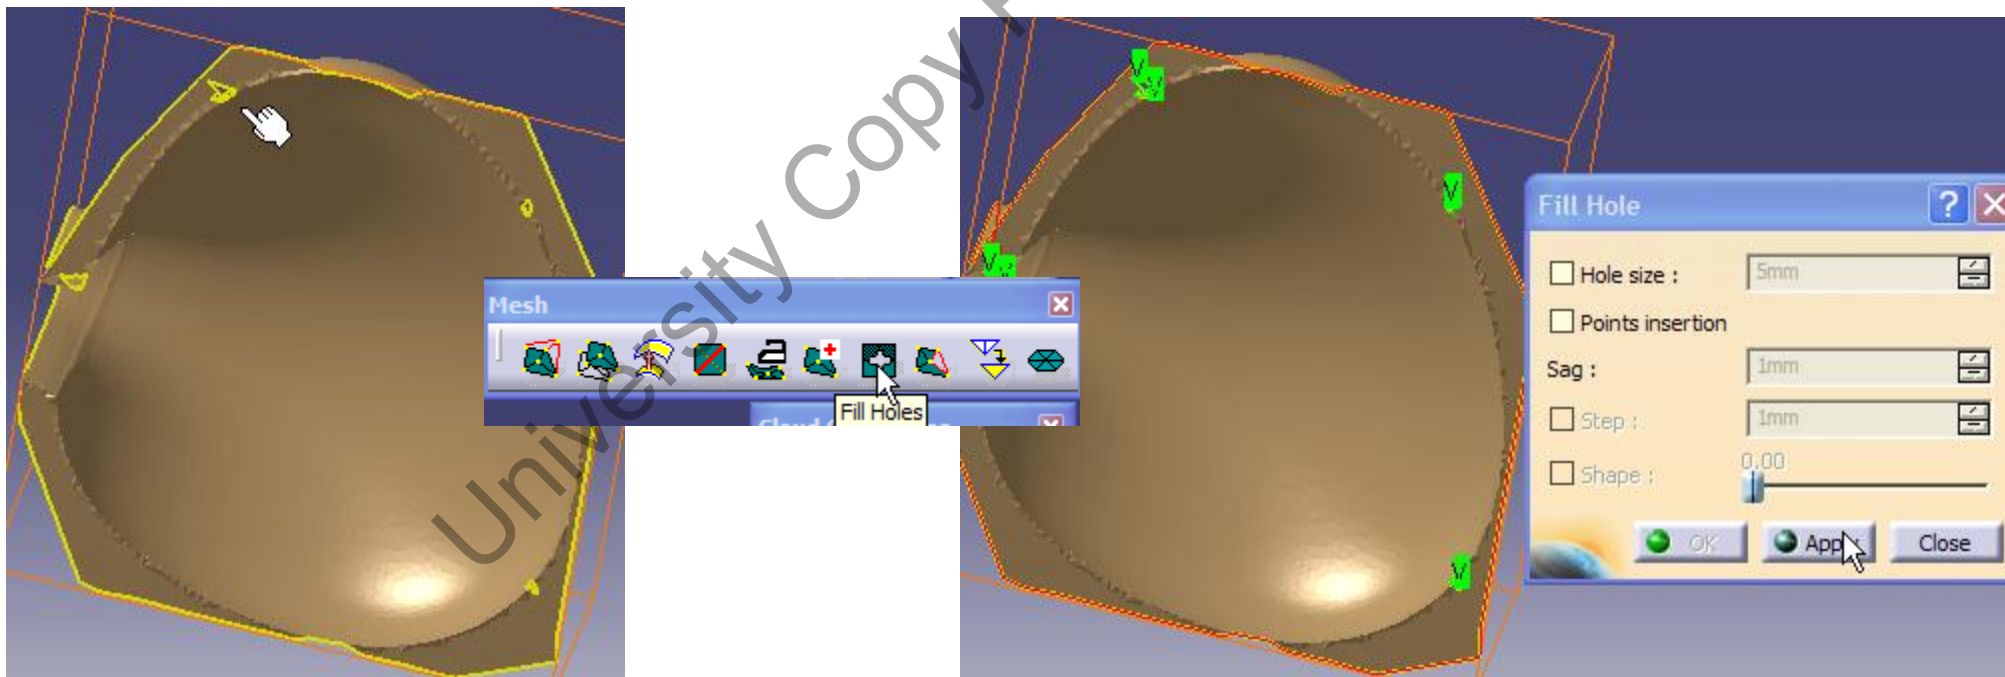 University Copy
V
V
V
V
V
V
Mesh
Fill Holes
Fill Hole
Hole size :
5mm
Points insertion
Sag :
1mm
Step :
1mm
Shape :
0.00
OK
Close